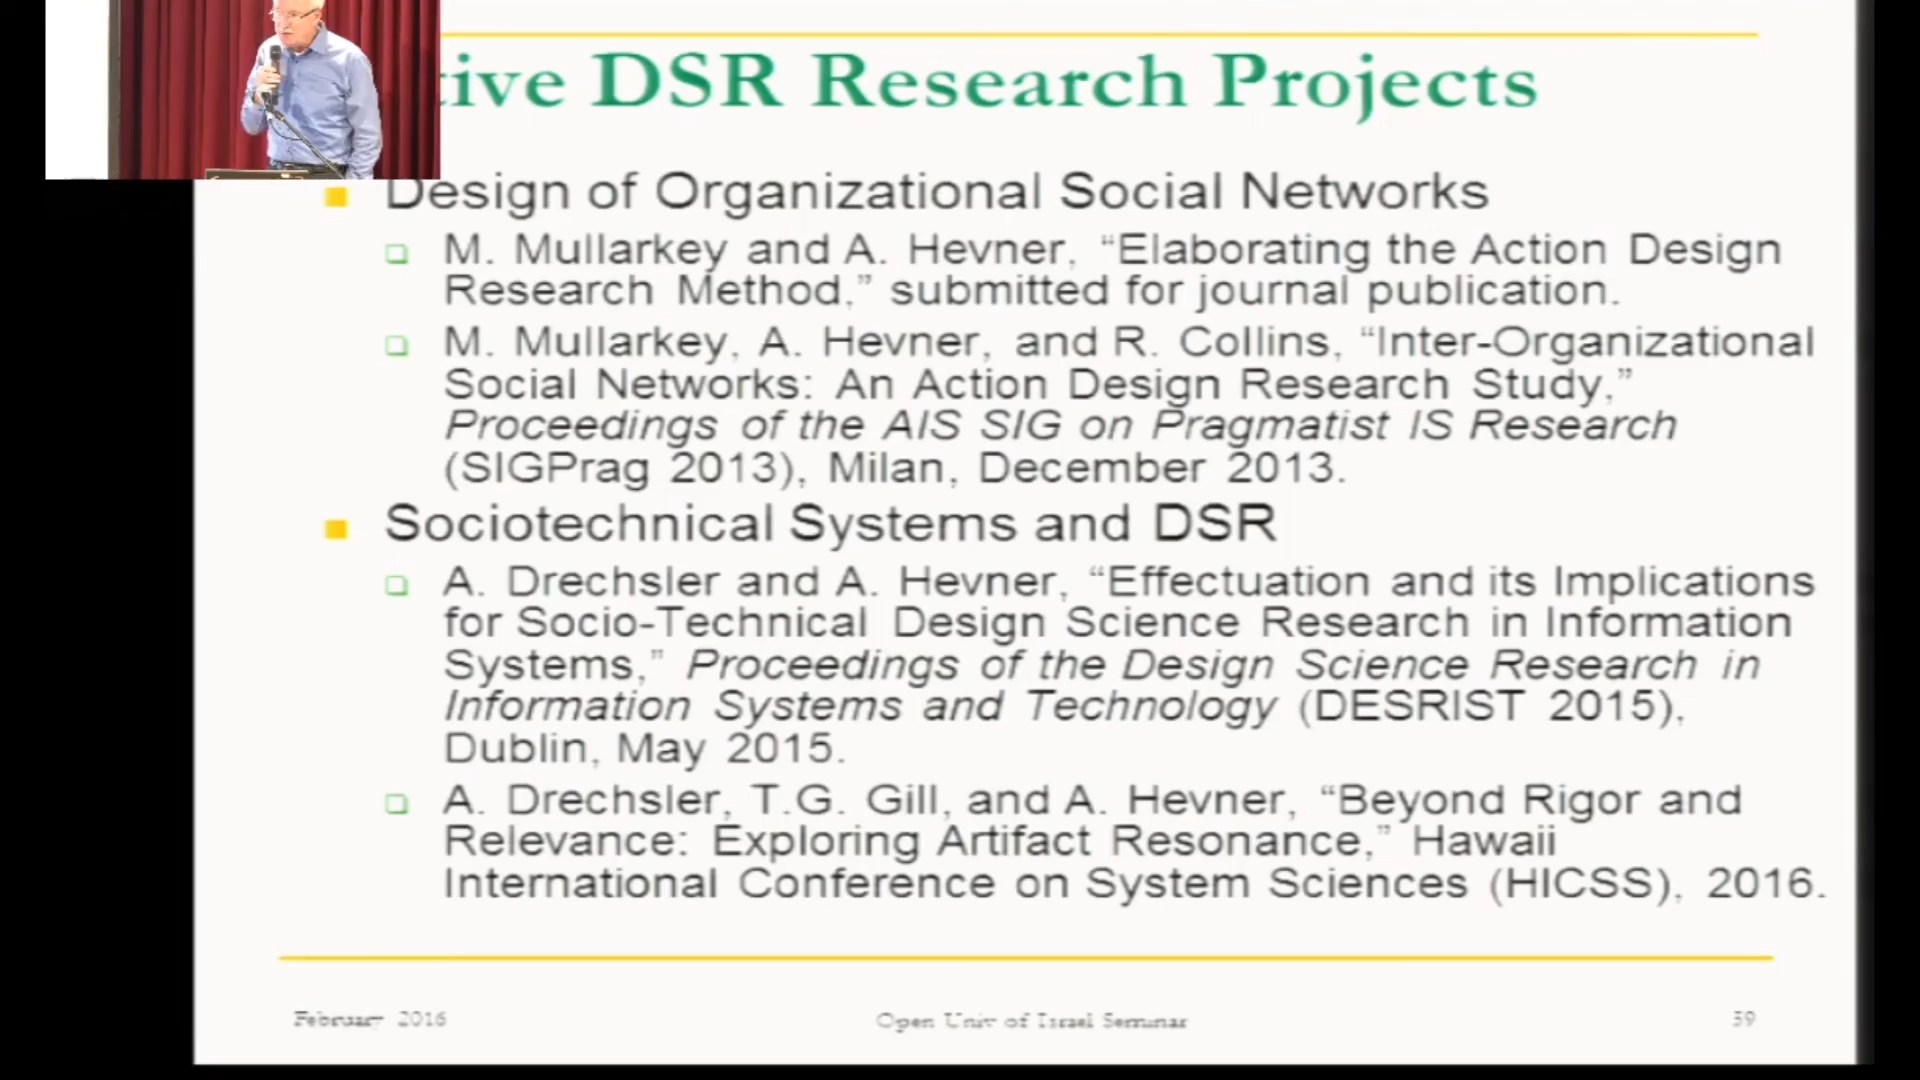 tive DSR Research Projects
Design of Organizational Social Networks
M. Mullarkey and A. Hevner, “Elaborating the Action Design
Research Method,” submitted for journal publication.
M. Mullarkey, A. Hevner, and R. Collins, “Inter-Organizational
Social Networks: An Action Design Research Study,”
Proceedings of the AIS SIG on Pragmatist IS Research
(SIGPrag 2013), Milan, December 2013.
Sociotechnical Systems and DSR
A. Drechsler and A. Hevner, “Effectuation and its Implications
for Socio-Technical Design Science Research in Information
Systems,” Proceedings of the Design Science Research in
Information Systems and Technology (DESRIST 2015),
Dublin, May 2015.
A. Drechsler, T.G. Gill, and A. Hevner, “Beyond Rigor and
Relevance: Exploring Artifact Resonance,” Hawaii
International Conference on System Sciences (HICSS), 2016.
February 2016
Open Univ of Israel Seminar
39